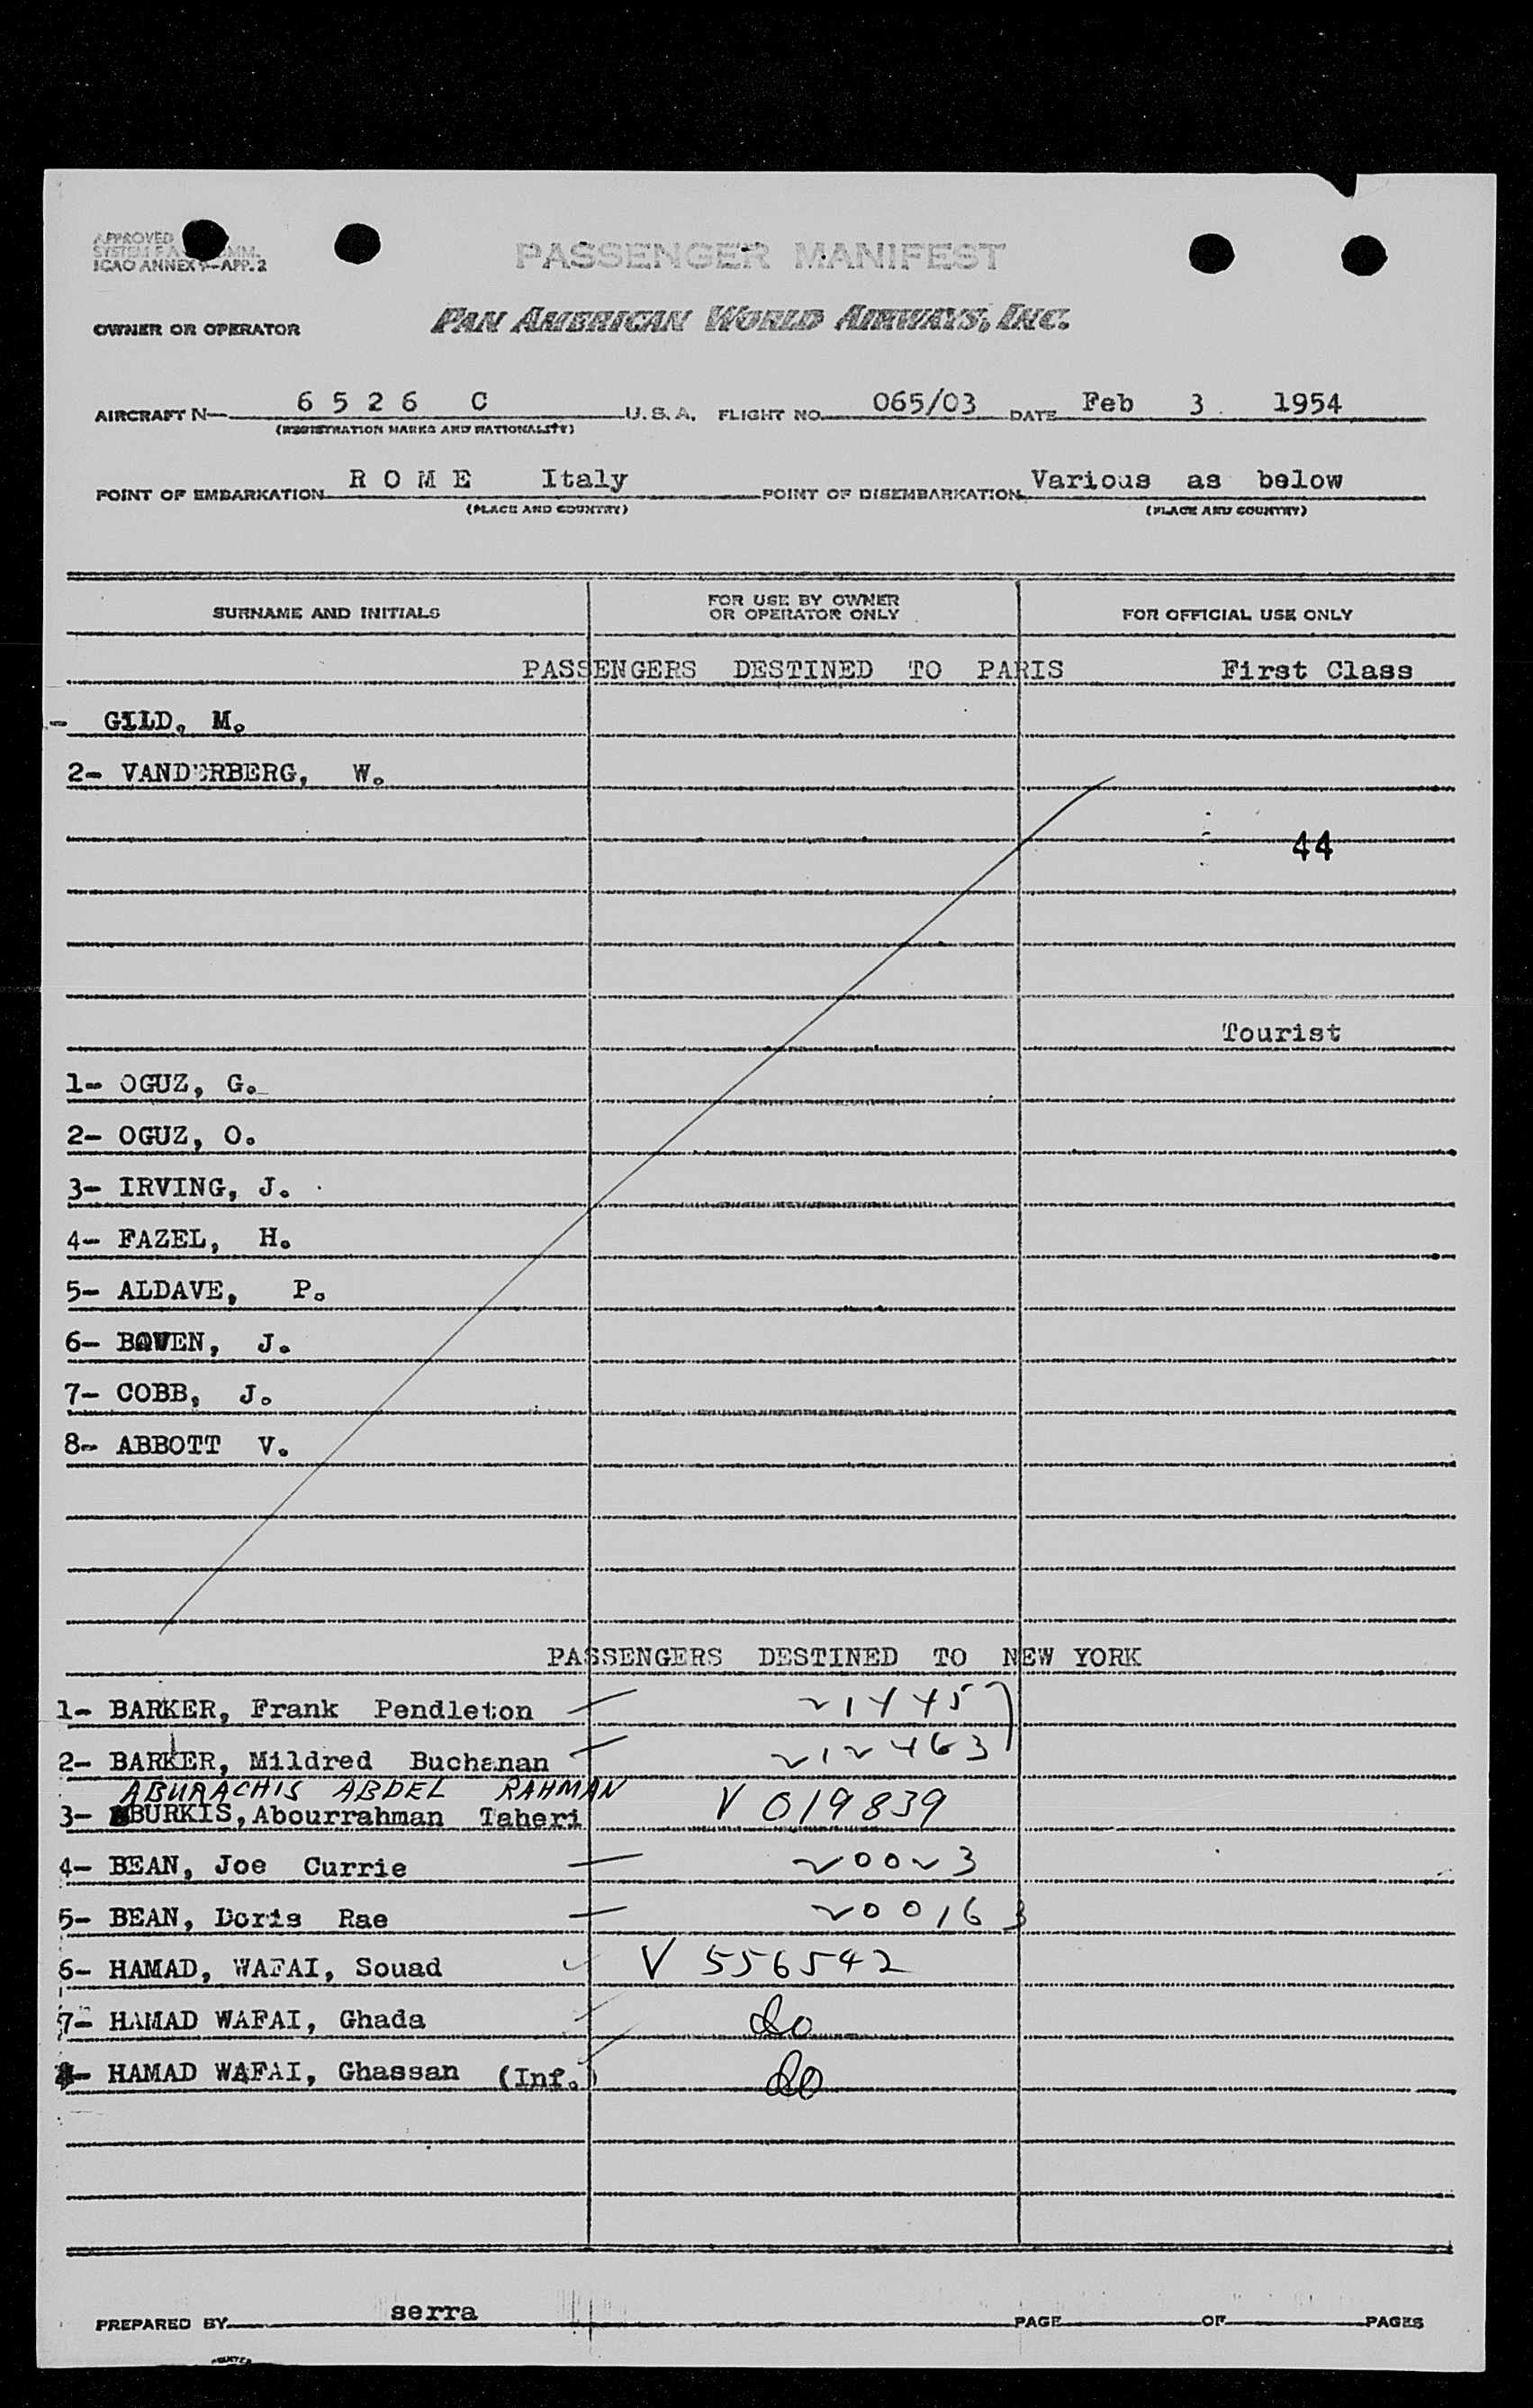 APPROVED
ICAO ANNEX 9—APP. 2
PASSENGER MANIFEST
OWNER OR OPERATOR
PAN AMERICAN WORLD AIRWAYS, INC.
AIRCRAFT N— 6 5 2 6 C U. S. A. FLIGHT NO. 065/03 DATE Feb 3 1954
(REGISTRATION MARKS AND NATIONALITY)
POINT OF EMBARKATION R O M E Italy POINT OF DISEMBARKATION Various as below
(PLACE AND COUNTRY) (PLACE AND COUNTRY)
SURNAME AND INITIALS FOR USE BY OWNER OR OPERATOR ONLY FOR OFFICIAL USE ONLY
PASSENGERS DESTINED TO PARIS First Class
- GILD, M.
2- VANDERBERG, W.
44
Tourist
1- OGUZ, G.
2- OGUZ, O.
3- IRVING, J.
4- FAZEL, H.
5- ALDAVE, P.
6- BOWEN, J.
7- COBB, J.
8- ABBOTT V.
PASSENGERS DESTINED TO NEW YORK
1- BARKER, Frank Pendleton 214457
2- BARKER, Mildred Buchanan 212463
ABURACHIS ABDEL RAHMAN
3- BURKIS, Abourrahman Taheri V 019839
4- BEAN, Joe Currie 20023
5- BEAN, Doris Rae 200163
6- HAMAD, WAFAI, Souad V 556542
7- HAMAD WAFAI, Ghada do
- HAMAD WAFAI, Ghassan (Inf.) do
PREPARED BY serra PAGE OF PAGES